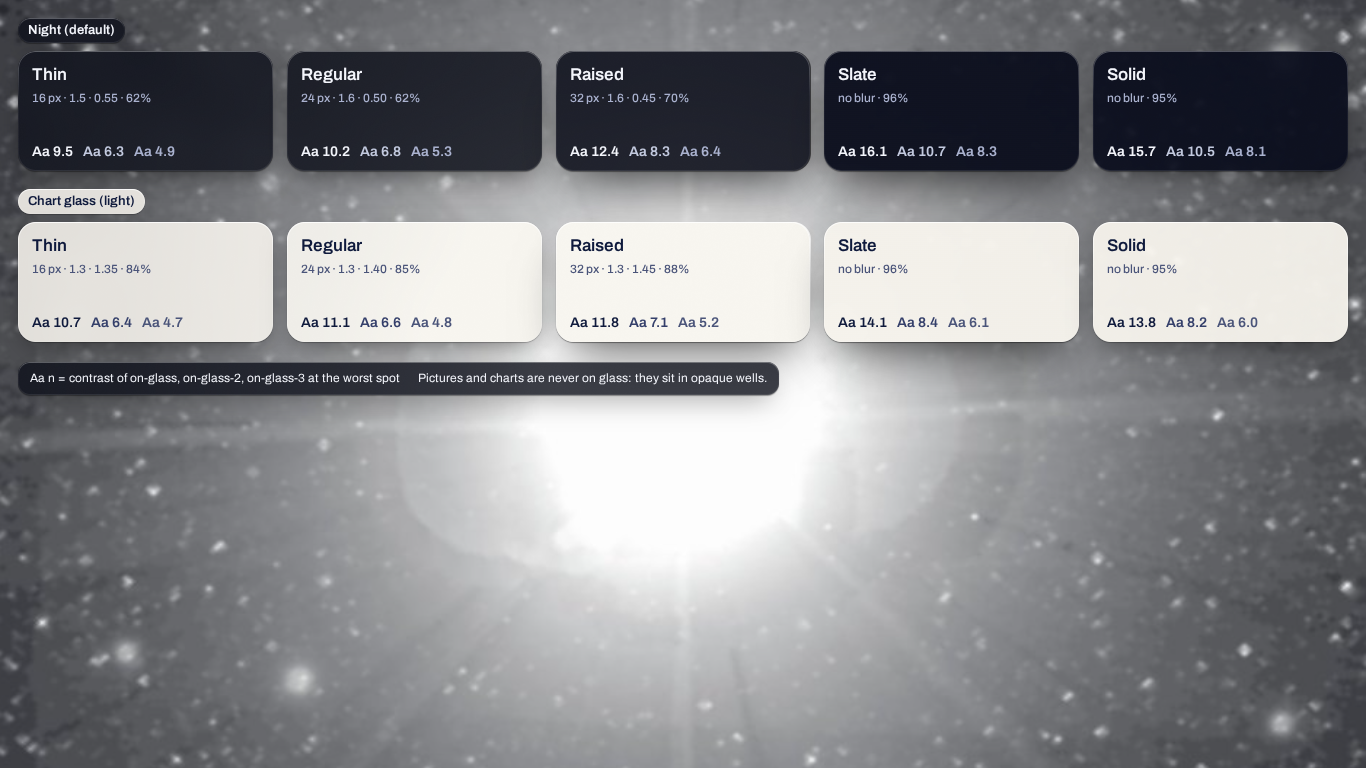 Night (default)
Thin
16 px · 1.5 · 0.55 · 62%
Aa 9.5 Aa 6.3 Aa 4.9
Regular
24 px · 1.6 · 0.50 · 62%
Aa 10.2 Aa 6.8 Aa 5.3
Raised
32 px · 1.6 · 0.45 · 70%
Aa 12.4 Aa 8.3 Aa 6.4
Slate
no blur · 96%
Aa 16.1 Aa 10.7 Aa 8.3
Solid
no blur · 95%
Aa 15.7 Aa 10.5 Aa 8.1
Chart glass (light)
Thin
16 px · 1.3 · 1.35 · 84%
Aa 10.7 Aa 6.4 Aa 4.7
Regular
24 px · 1.3 · 1.40 · 85%
Aa 11.1 Aa 6.6 Aa 4.8
Raised
32 px · 1.3 · 1.45 · 88%
Aa 11.8 Aa 7.1 Aa 5.2
Slate
no blur · 96%
Aa 14.1 Aa 8.4 Aa 6.1
Solid
no blur · 95%
Aa 13.8 Aa 8.2 Aa 6.0
Aa n = contrast of on-glass, on-glass-2, on-glass-3 at the worst spot Pictures and charts are never on glass: they sit in opaque wells.